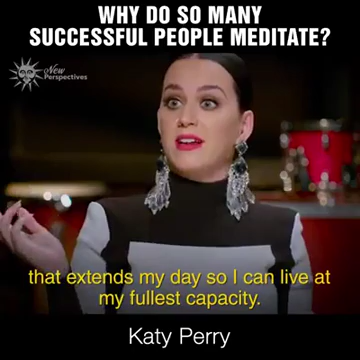 WHY DO SO MANY
SUCCESSFUL PEOPLE MEDITATE?
New
Perspectives
that extends my day so I can live at
my fullest capacity.
Katy Perry